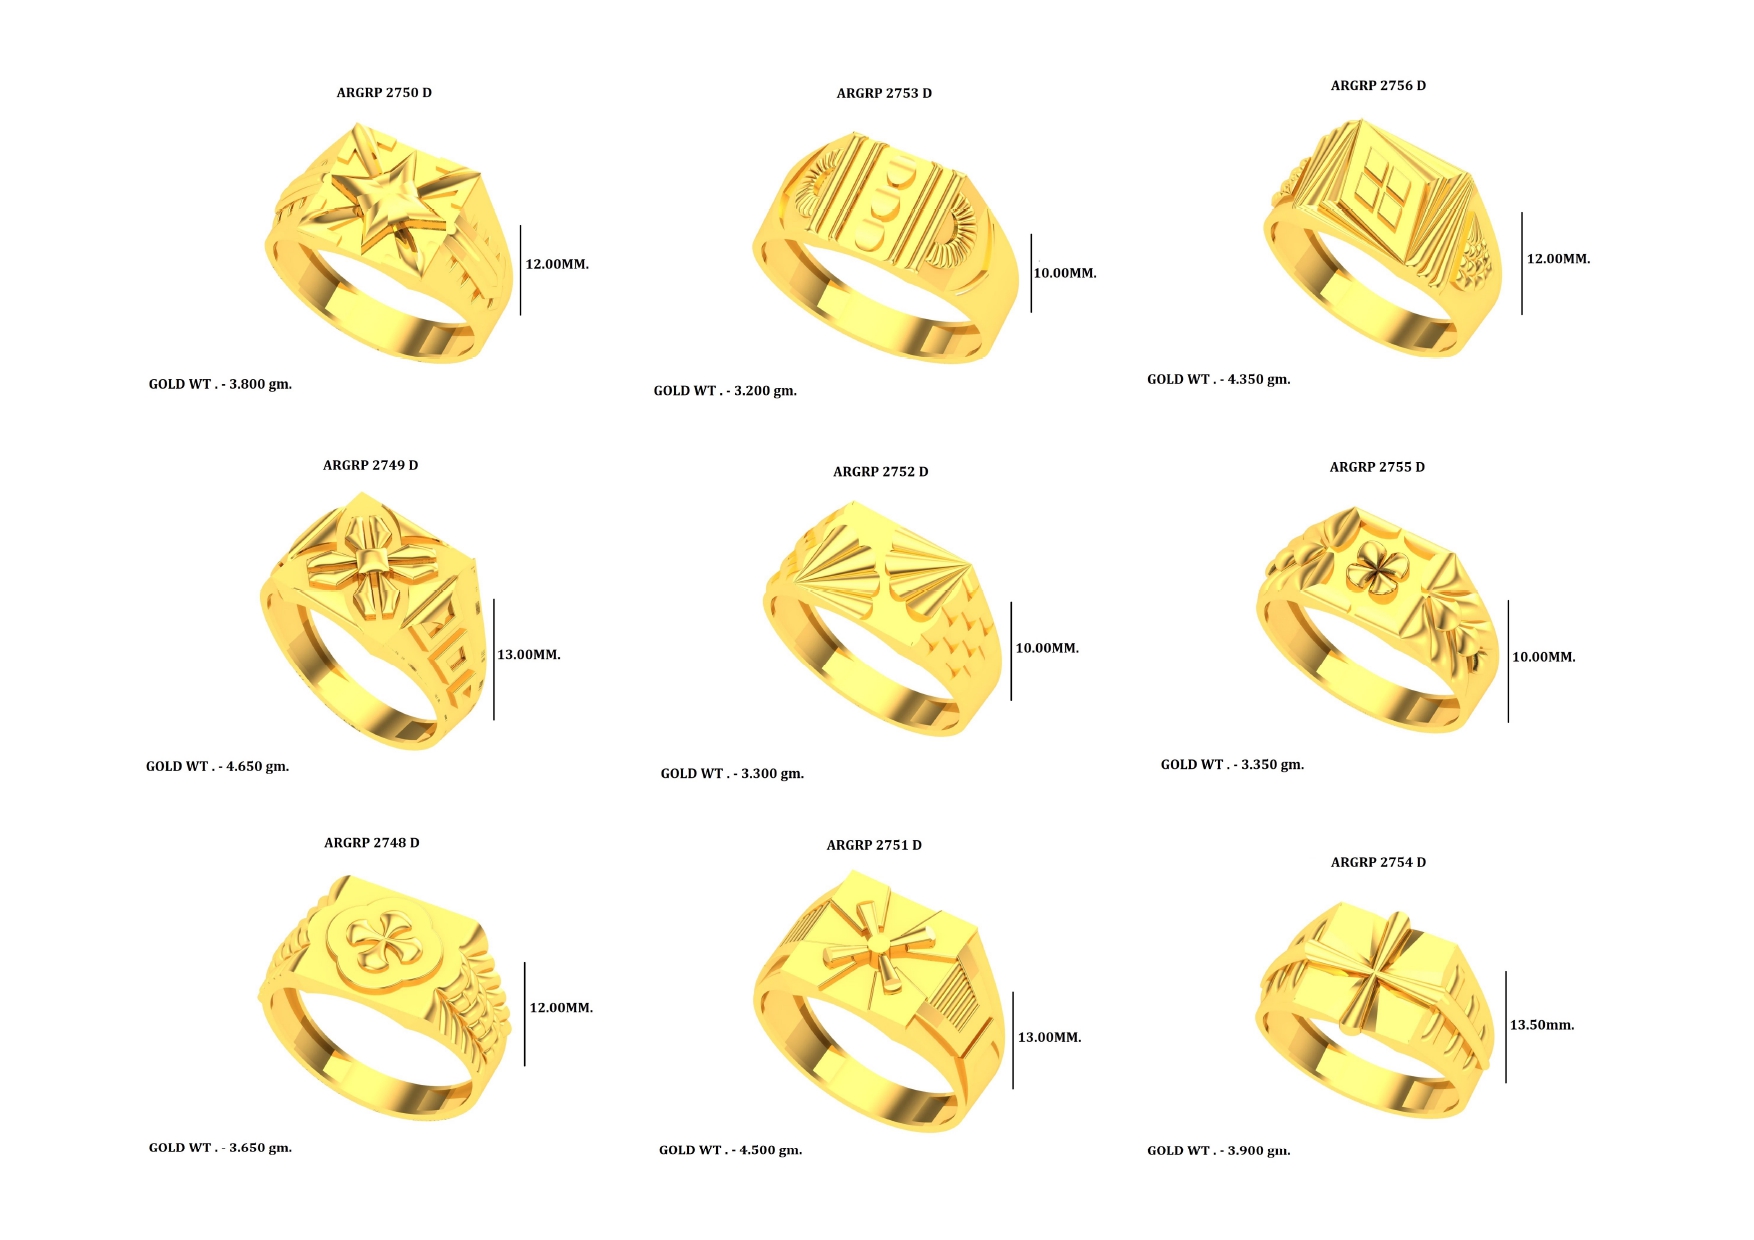 ARGRP 2750 D
12.00MM.
GOLD WT . - 3.800 gm.
ARGRP 2753 D
10.00MM.
GOLD WT . - 3.200 gm.
ARGRP 2756 D
12.00MM.
GOLD WT . - 4.350 gm.
ARGRP 2749 D
13.00MM.
GOLD WT . - 4.650 gm.
ARGRP 2752 D
10.00MM.
GOLD WT . - 3.300 gm.
ARGRP 2755 D
10.00MM.
GOLD WT . - 3.350 gm.
ARGRP 2748 D
12.00MM.
GOLD WT . - 3.650 gm.
ARGRP 2751 D
13.00MM.
GOLD WT . - 4.500 gm.
ARGRP 2754 D
13.50mm.
GOLD WT . - 3.900 gm.